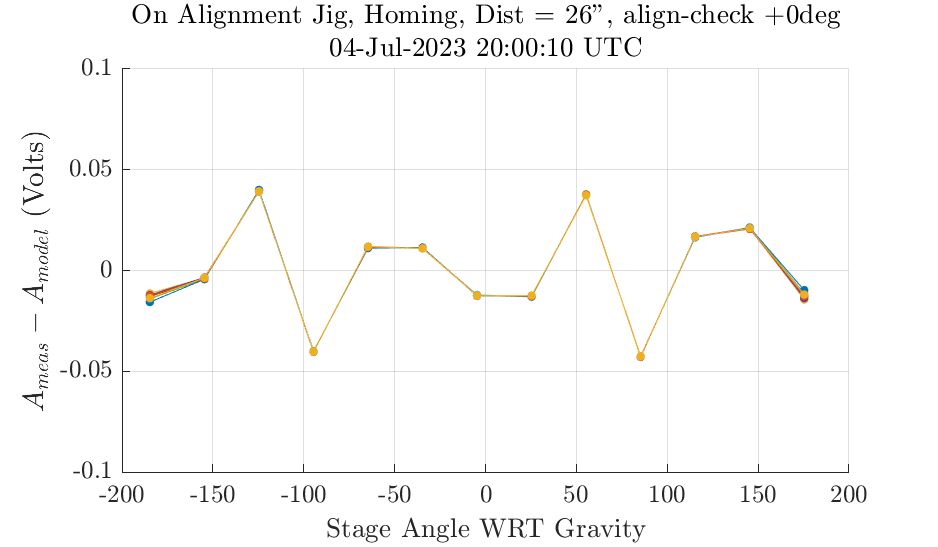 On Alignment Jig, Homing, Dist = 26”, align-check +0deg
04-Jul-2023 20:00:10 UTC
A_meas − A_model (Volts)
0.1
0.05
0
-0.05
-0.1
-200 -150 -100 -50 0 50 100 150 200
Stage Angle WRT Gravity